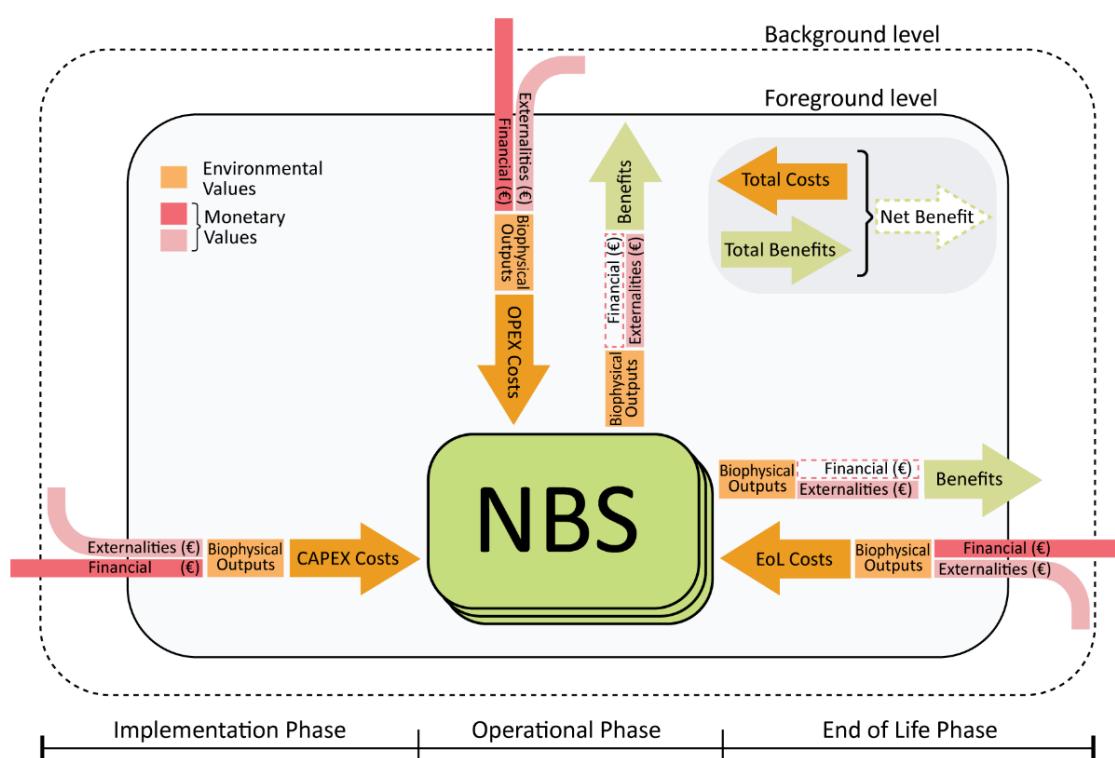 Background level
Foreground level
Environmental
Values
Monetary
Values
Financial (€)
Externalities (€)
Biophysical
Outputs
OPEX Costs
Benefits
Financial (€)
Externalities (€)
Biophysical
Outputs
Total Costs
Total Benefits
Net Benefit
NBS
Externalities (€)
Financial (€)
Biophysical
Outputs
CAPEX Costs
Biophysical
Outputs
Financial (€)
Externalities (€)
Benefits
EoL Costs
Biophysical
Outputs
Financial (€)
Externalities (€)
Implementation Phase
Operational Phase
End of Life Phase